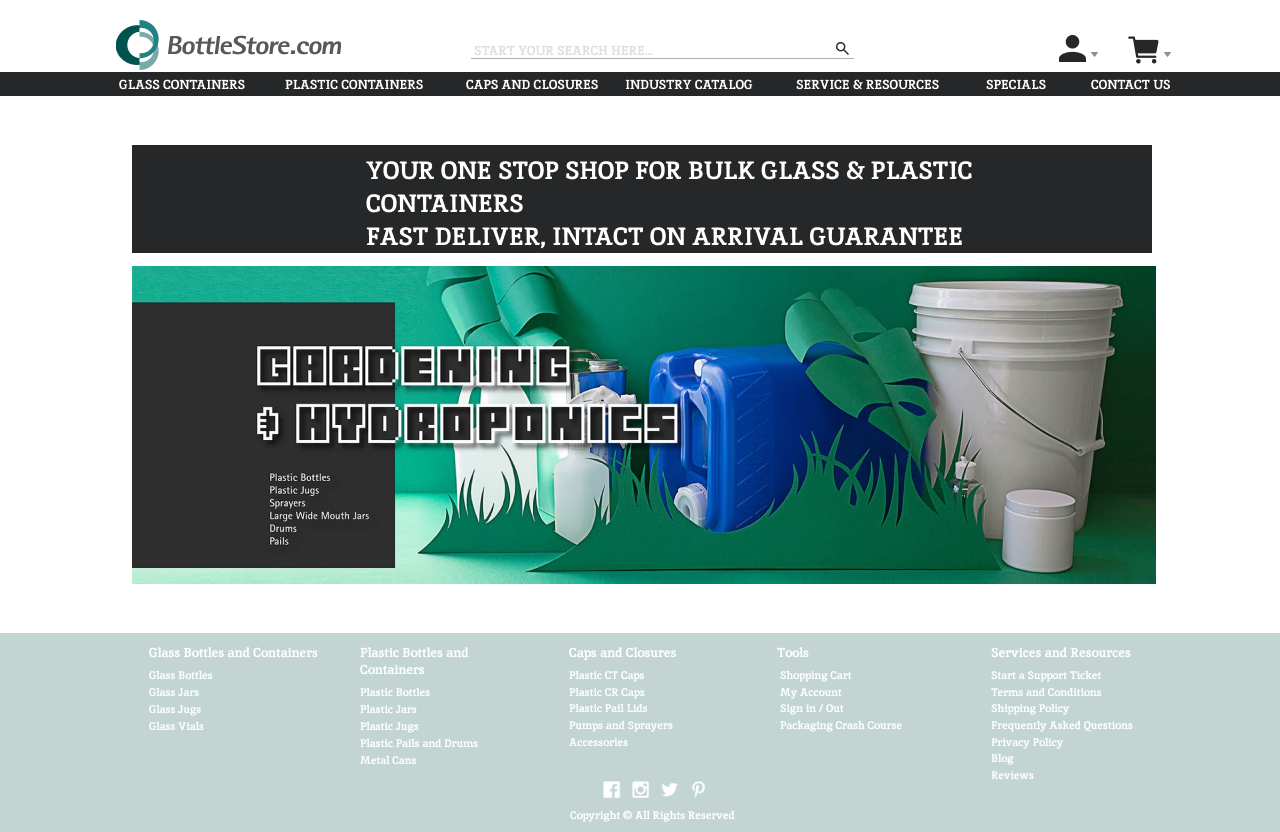 BottleStore.com
START YOUR SEARCH HERE...
GLASS CONTAINERS
PLASTIC CONTAINERS
CAPS AND CLOSURES
INDUSTRY CATALOG
SERVICE & RESOURCES
SPECIALS
CONTACT US
YOUR ONE STOP SHOP FOR BULK GLASS & PLASTIC
CONTAINERS
FAST DELIVER, INTACT ON ARRIVAL GUARANTEE
GARDENING
& HYDROPONICS
Plastic Bottles
Plastic Jugs
Sprayers
Large Wide Mouth Jars
Drums
Pails
Glass Bottles and Containers
Glass Bottles
Glass Jars
Glass Jugs
Glass Vials
Plastic Bottles and
Containers
Plastic Bottles
Plastic Jars
Plastic Jugs
Plastic Pails and Drums
Metal Cans
Caps and Closures
Plastic CT Caps
Plastic CR Caps
Plastic Pail Lids
Pumps and Sprayers
Accessories
Tools
Shopping Cart
My Account
Sign in / Out
Packaging Crash Course
Services and Resources
Start a Support Ticket
Terms and Conditions
Shipping Policy
Frequently Asked Questions
Privacy Policy
Blog
Reviews
Copyright © All Rights Reserved